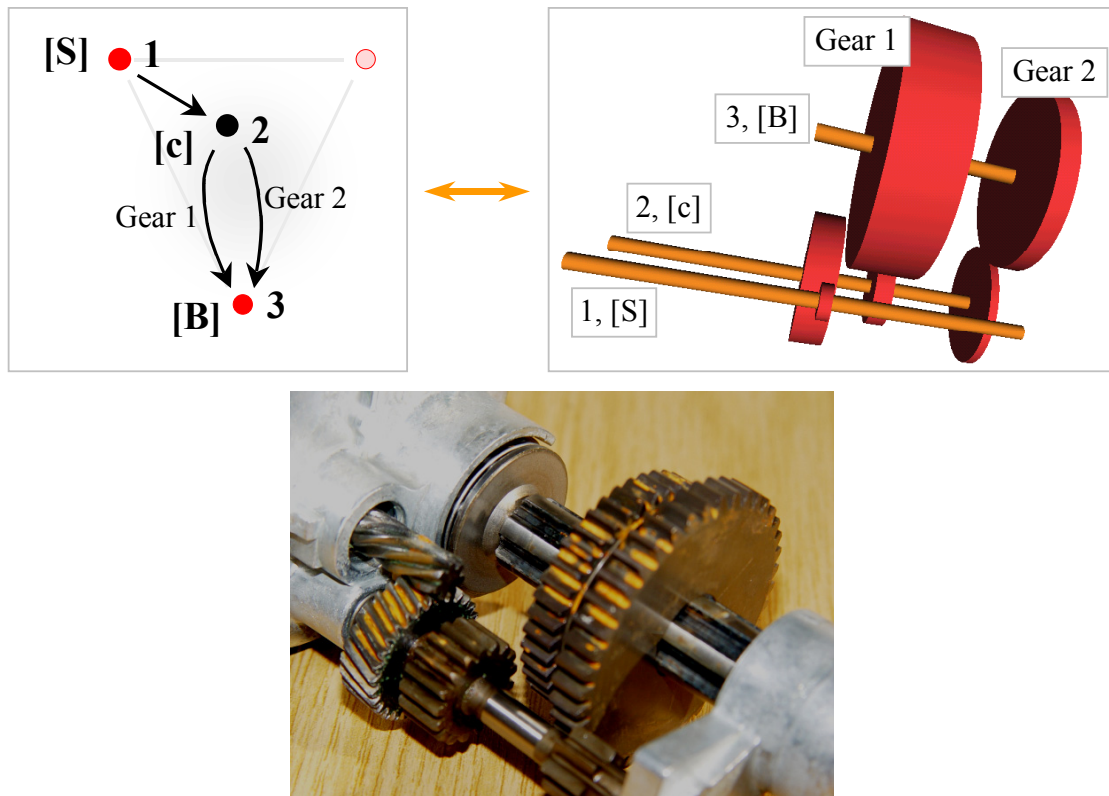 [S] 1
2
[c]
Gear 1
Gear 2
[B] 3
Gear 1
Gear 2
3, [B]
2, [c]
1, [S]